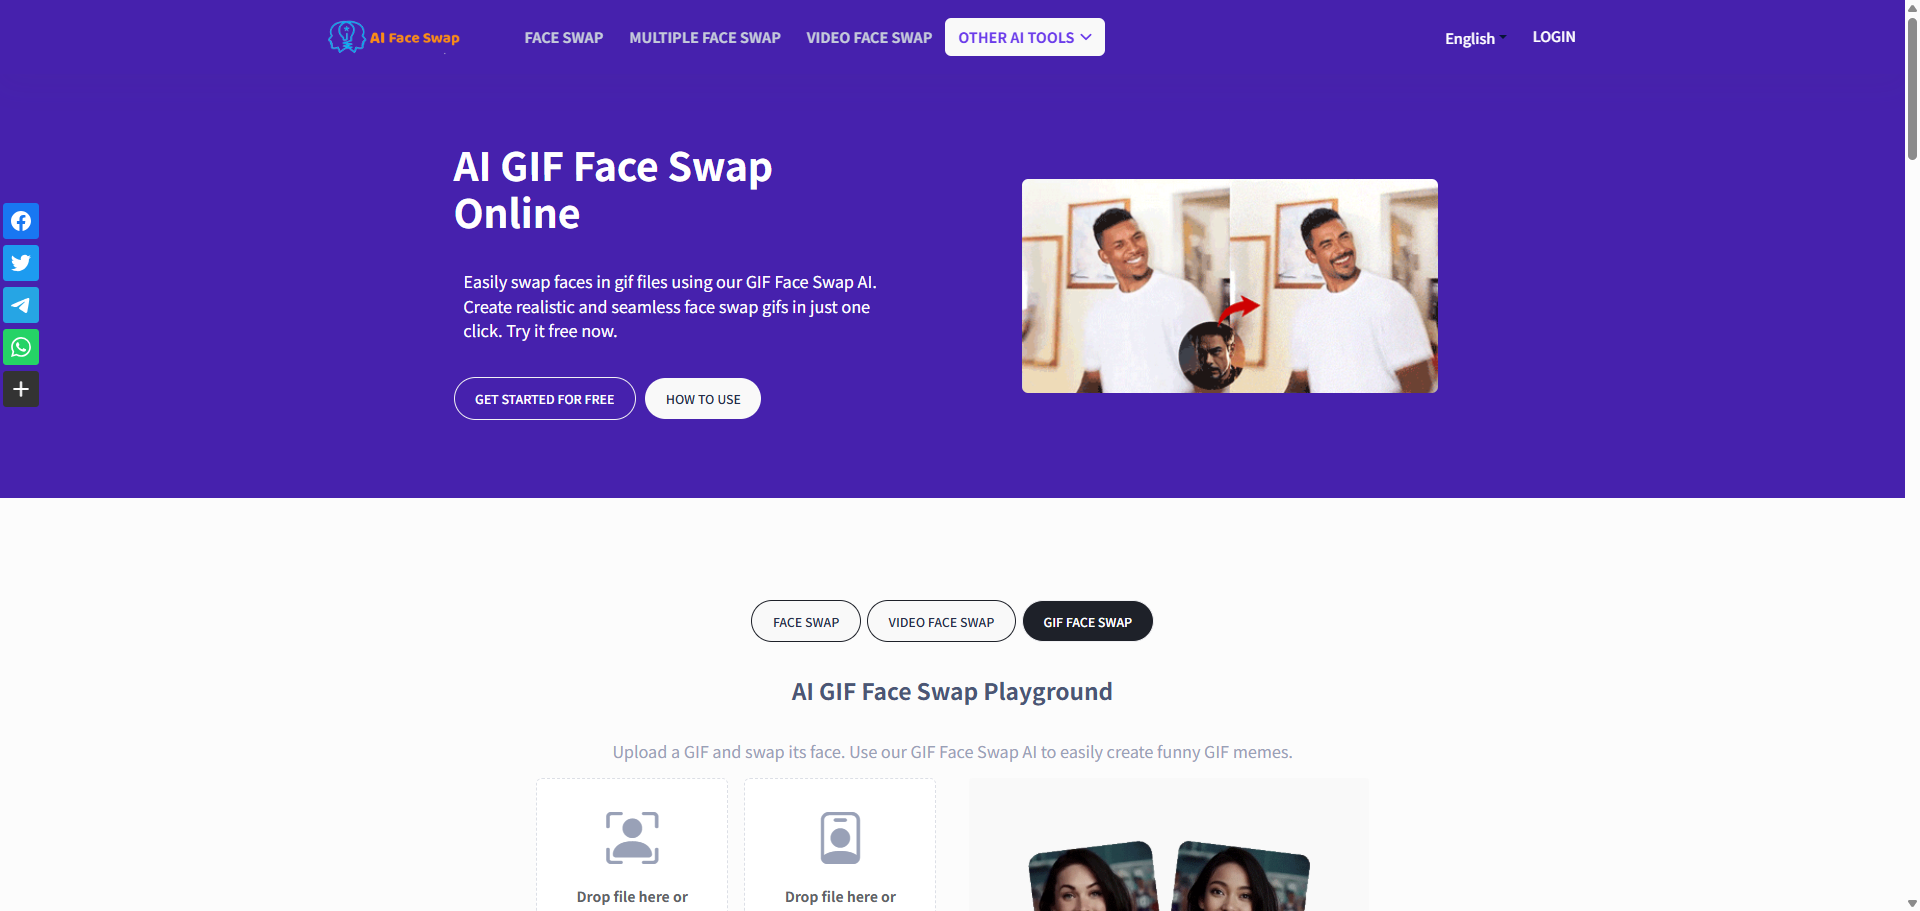 AI Face Swap
FACE SWAP
MULTIPLE FACE SWAP
VIDEO FACE SWAP
OTHER AI TOOLS
English
LOGIN
AI GIF Face Swap
Online
Easily swap faces in gif files using our GIF Face Swap AI.
Create realistic and seamless face swap gifs in just one
click. Try it free now.
GET STARTED FOR FREE
HOW TO USE
FACE SWAP
VIDEO FACE SWAP
GIF FACE SWAP
AI GIF Face Swap Playground
Upload a GIF and swap its face. Use our GIF Face Swap AI to easily create funny GIF memes.
Drop file here or
Drop file here or